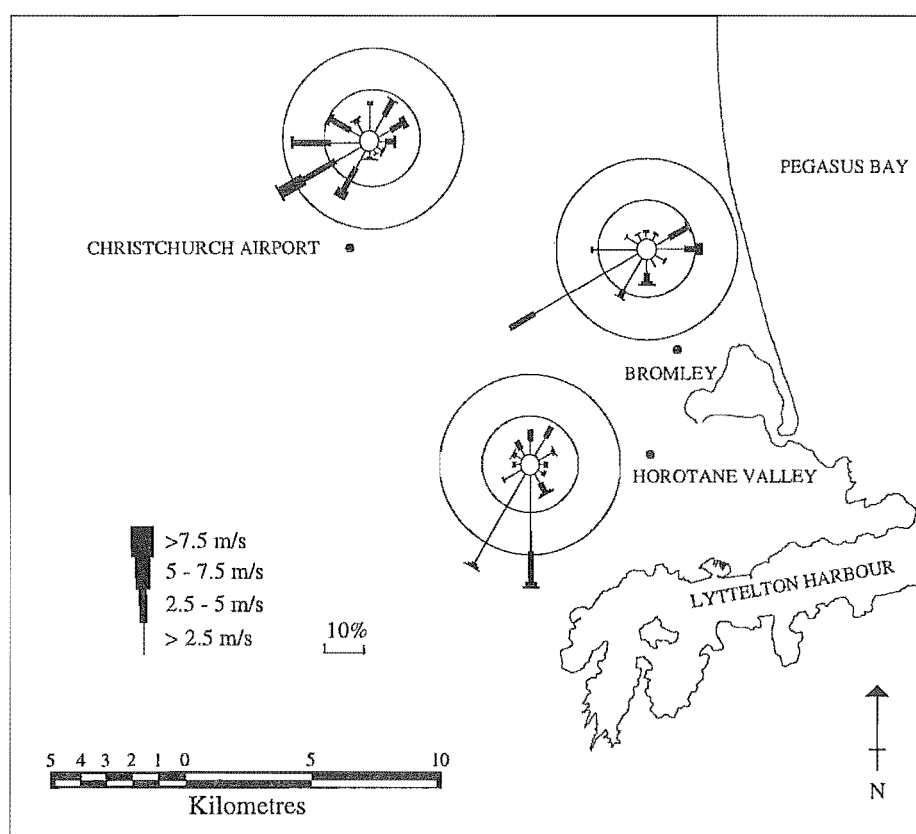 PEGASUS BAY
CHRISTCHURCH AIRPORT
BROMLEY
HOROTANE VALLEY
LYTTELTON HARBOUR
>7.5 m/s
5 - 7.5 m/s
2.5 - 5 m/s
> 2.5 m/s
10%
5 4 3 2 1 0 5 10
Kilometres
N